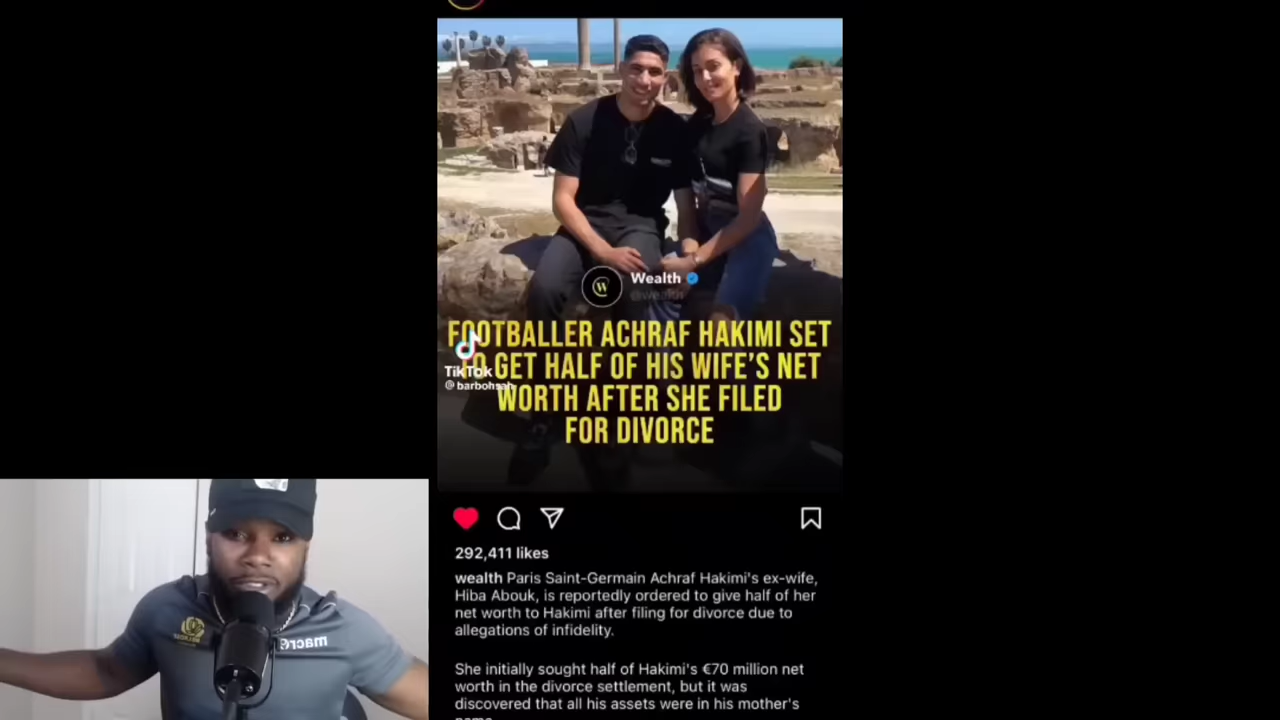 Wealth
@wealth
FOOTBALLER ACHRAF HAKIMI SET
TO GET HALF OF HIS WIFE'S NET
WORTH AFTER SHE FILED
FOR DIVORCE
TikTok
@barbohsah
292,411 likes
wealth Paris Saint-Germain Achraf Hakimi's ex-wife,
Hiba Abouk, is reportedly ordered to give half of her
net worth to Hakimi after filing for divorce due to
allegations of infidelity.
She initially sought half of Hakimi's €70 million net
worth in the divorce settlement, but it was
discovered that all his assets were in his mother's
macro